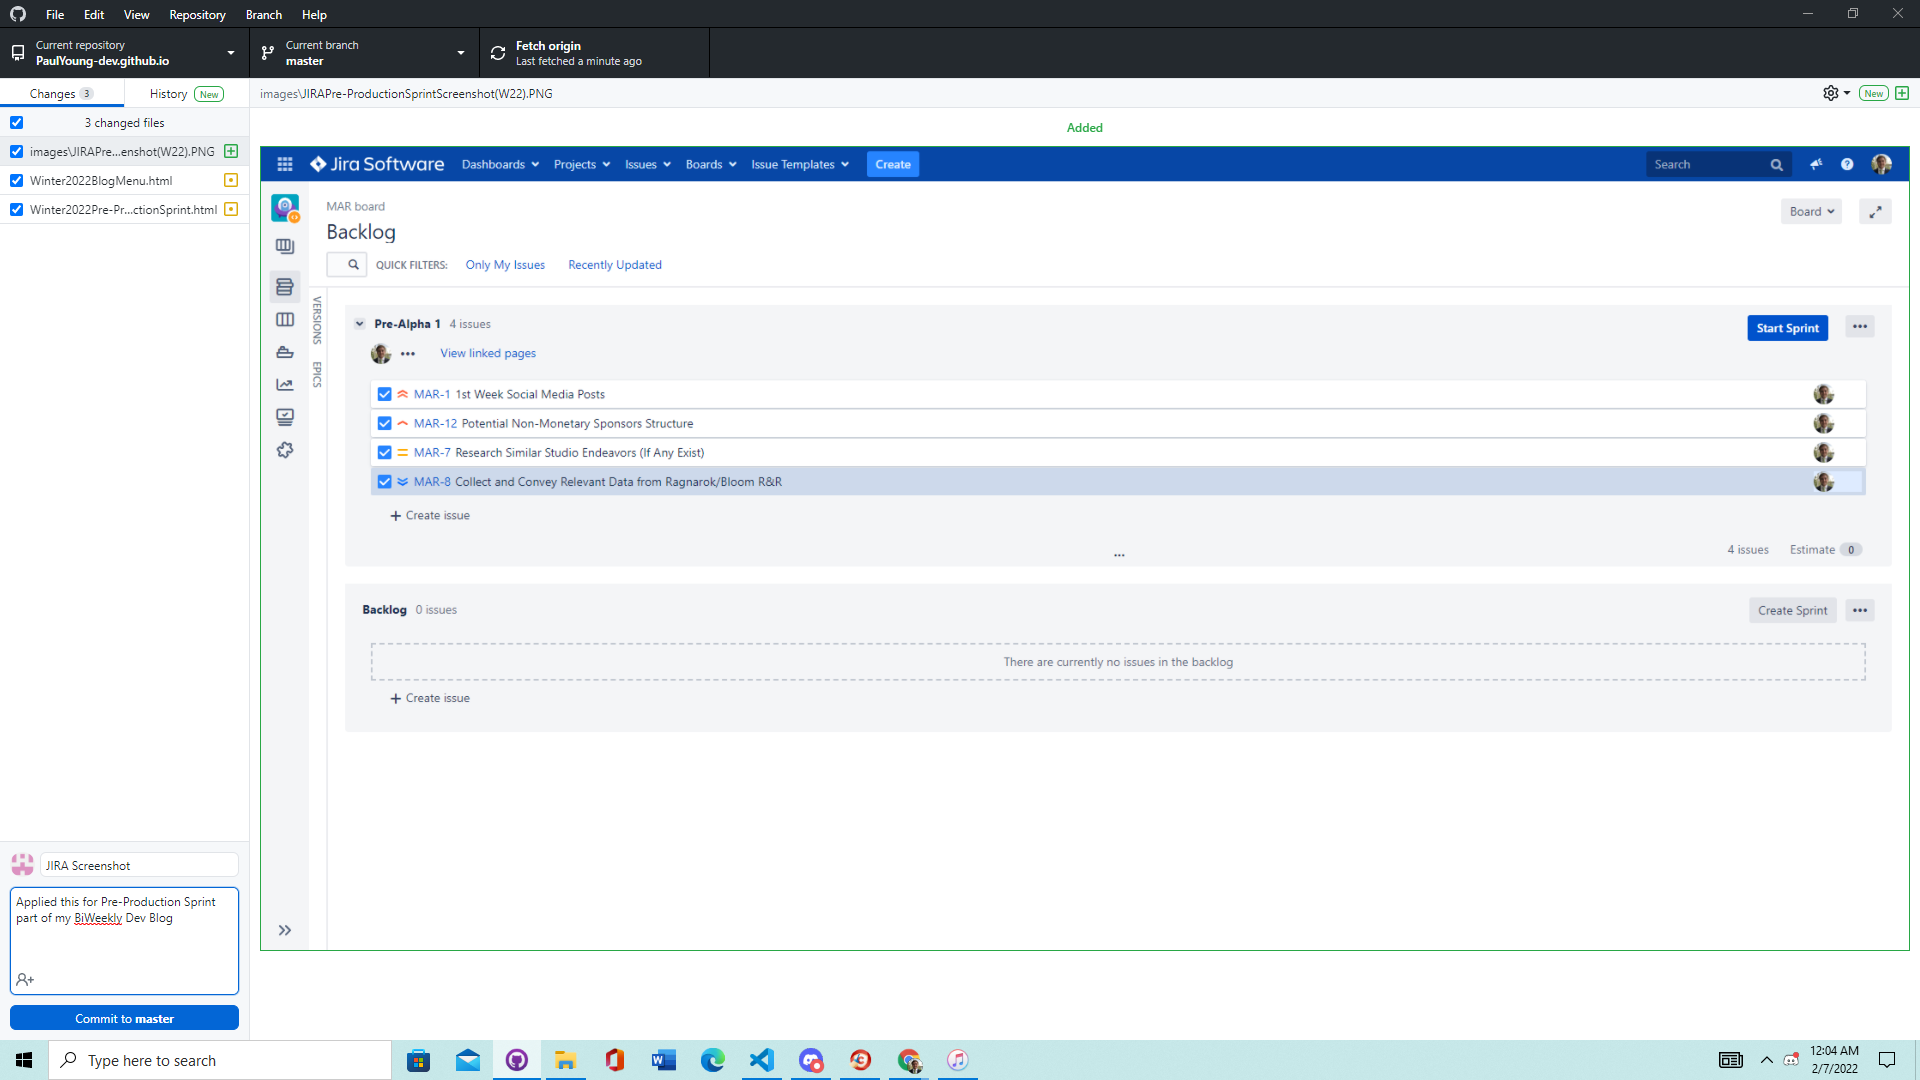 File Edit View Repository Branch Help
Current repository
PaulYoung-dev.github.io
Current branch
master
Fetch origin
Last fetched a minute ago
Changes 3
History New
images\JIRAPre-ProductionSprintScreenshot(W22).PNG
New
3 changed files
images\JIRAPre...enshot(W22).PNG
Winter2022BlogMenu.html
Winter2022Pre-Pr...ctionSprint.html
Added
Jira Software Dashboards Projects Issues Boards Issue Templates Create Search
MAR board
Backlog
Board
QUICK FILTERS: Only My Issues Recently Updated
VERSIONS
EPICS
Pre-Alpha 1 4 issues
Start Sprint
View linked pages
MAR-1 1st Week Social Media Posts
MAR-12 Potential Non-Monetary Sponsors Structure
MAR-7 Research Similar Studio Endeavors (If Any Exist)
MAR-8 Collect and Convey Relevant Data from Ragnarok/Bloom R&R
+ Create issue
4 issues Estimate 0
Backlog 0 issues
Create Sprint
There are currently no issues in the backlog
+ Create issue
JIRA Screenshot
Applied this for Pre-Production Sprint
part of my BiWeekly Dev Blog
Commit to master
Type here to search
12:04 AM
2/7/2022